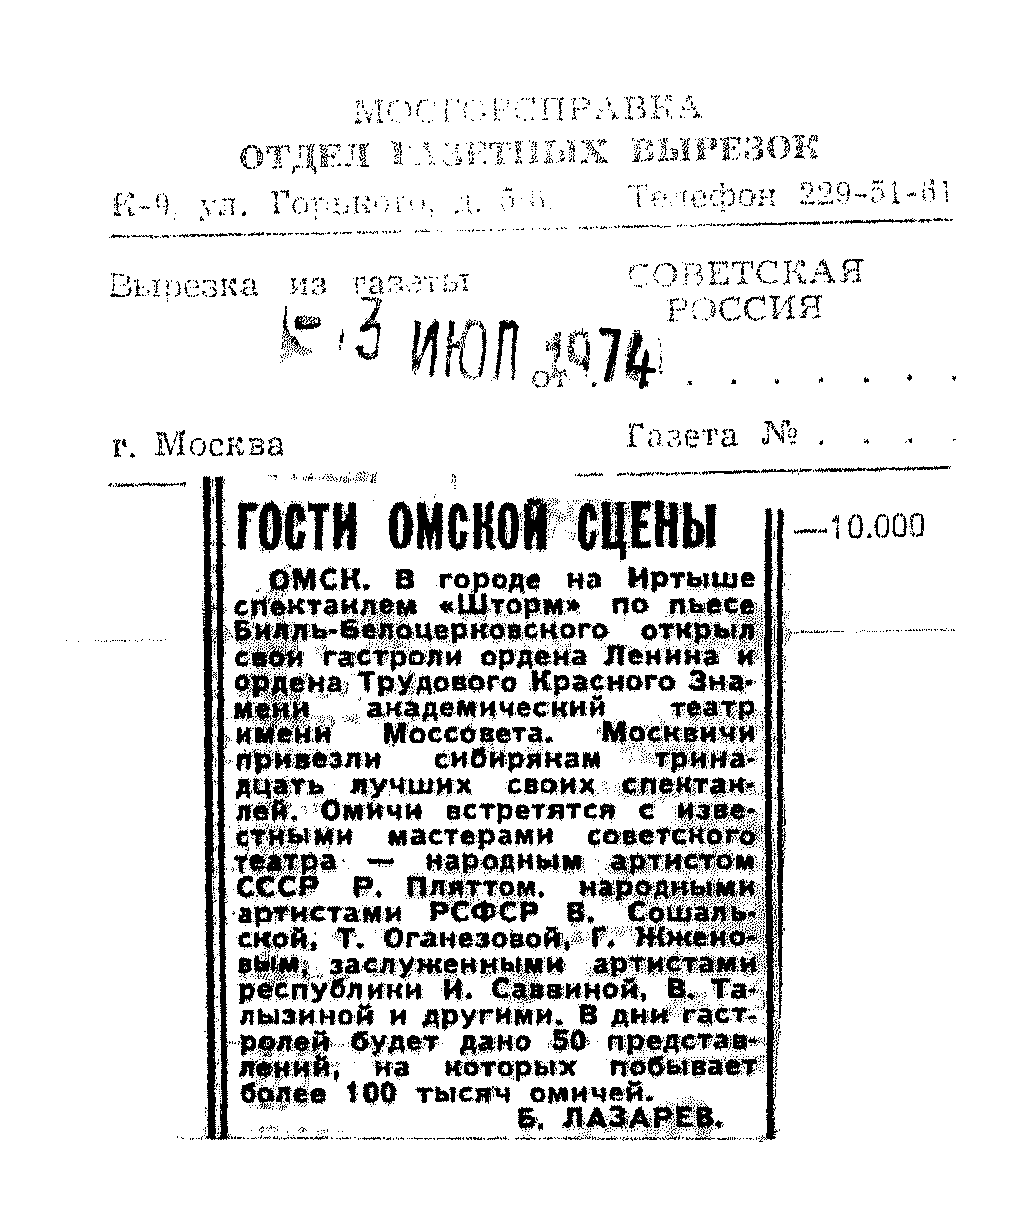 МОСГОРСПРАВКА
ОТДЕЛ ГАЗЕТНЫХ ВЫРЕЗОК
К-9, ул. Горького, д. 5/6. Телефон 229-51-61
Вырезка из газеты СОВЕТСКАЯ
РОССИЯ
- 3 ИЮЛ 1974
от . . . . . . . .
г. Москва Газета № . . . .
ГОСТИ ОМСКОЙ СЦЕНЫ
—10.000
ОМСК. В городе на Иртыше
спектаклем «Шторм» по пьесе
Билль-Белоцерковского открыл
свои гастроли ордена Ленина и
ордена Трудового Красного Зна-
мени академический театр
имени Моссовета. Москвичи
привезли сибирякам трина-
дцать лучших своих спектак-
лей. Омичи встретятся с изве-
стными мастерами советского
театра — народным артистом
СССР Р. Пляттом, народными
артистами РСФСР В. Сошаль-
ской, Т. Оганезовой, Г. Жжено-
вым, заслуженными артистами
республики И. Саввиной, В. Та-
лызиной и другими. В дни гаст-
ролей будет дано 50 представ-
лений, на которых побывает
более 100 тысяч омичей.
Б. ЛАЗАРЕВ.